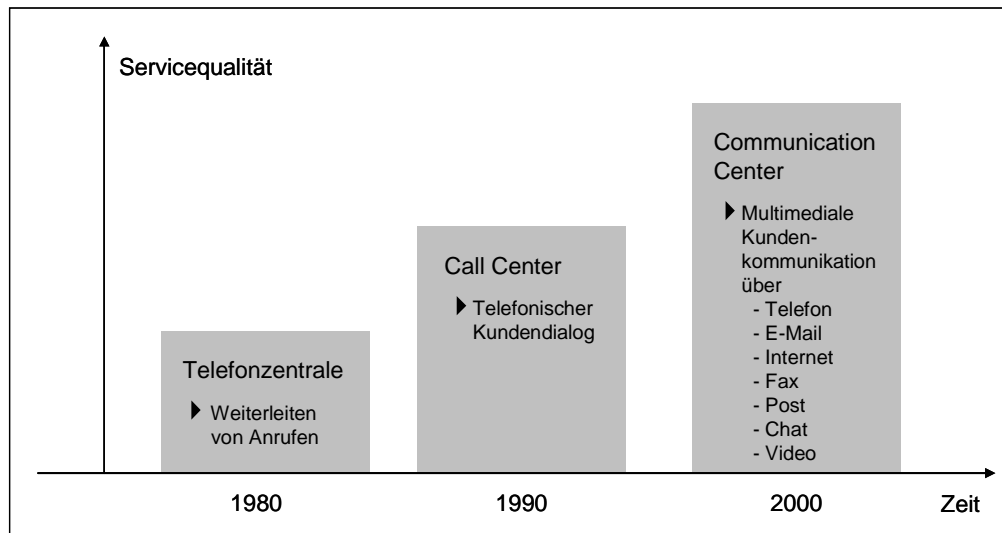 Servicequalität
Communication
Center
Multimediale
Kunden-
kommunikation
über
- Telefon
- E-Mail
- Internet
- Fax
- Post
- Chat
- Video
Call Center
Telefonischer
Kundendialog
Telefonzentrale
Weiterleiten
von Anrufen
1980
1990
2000
Zeit